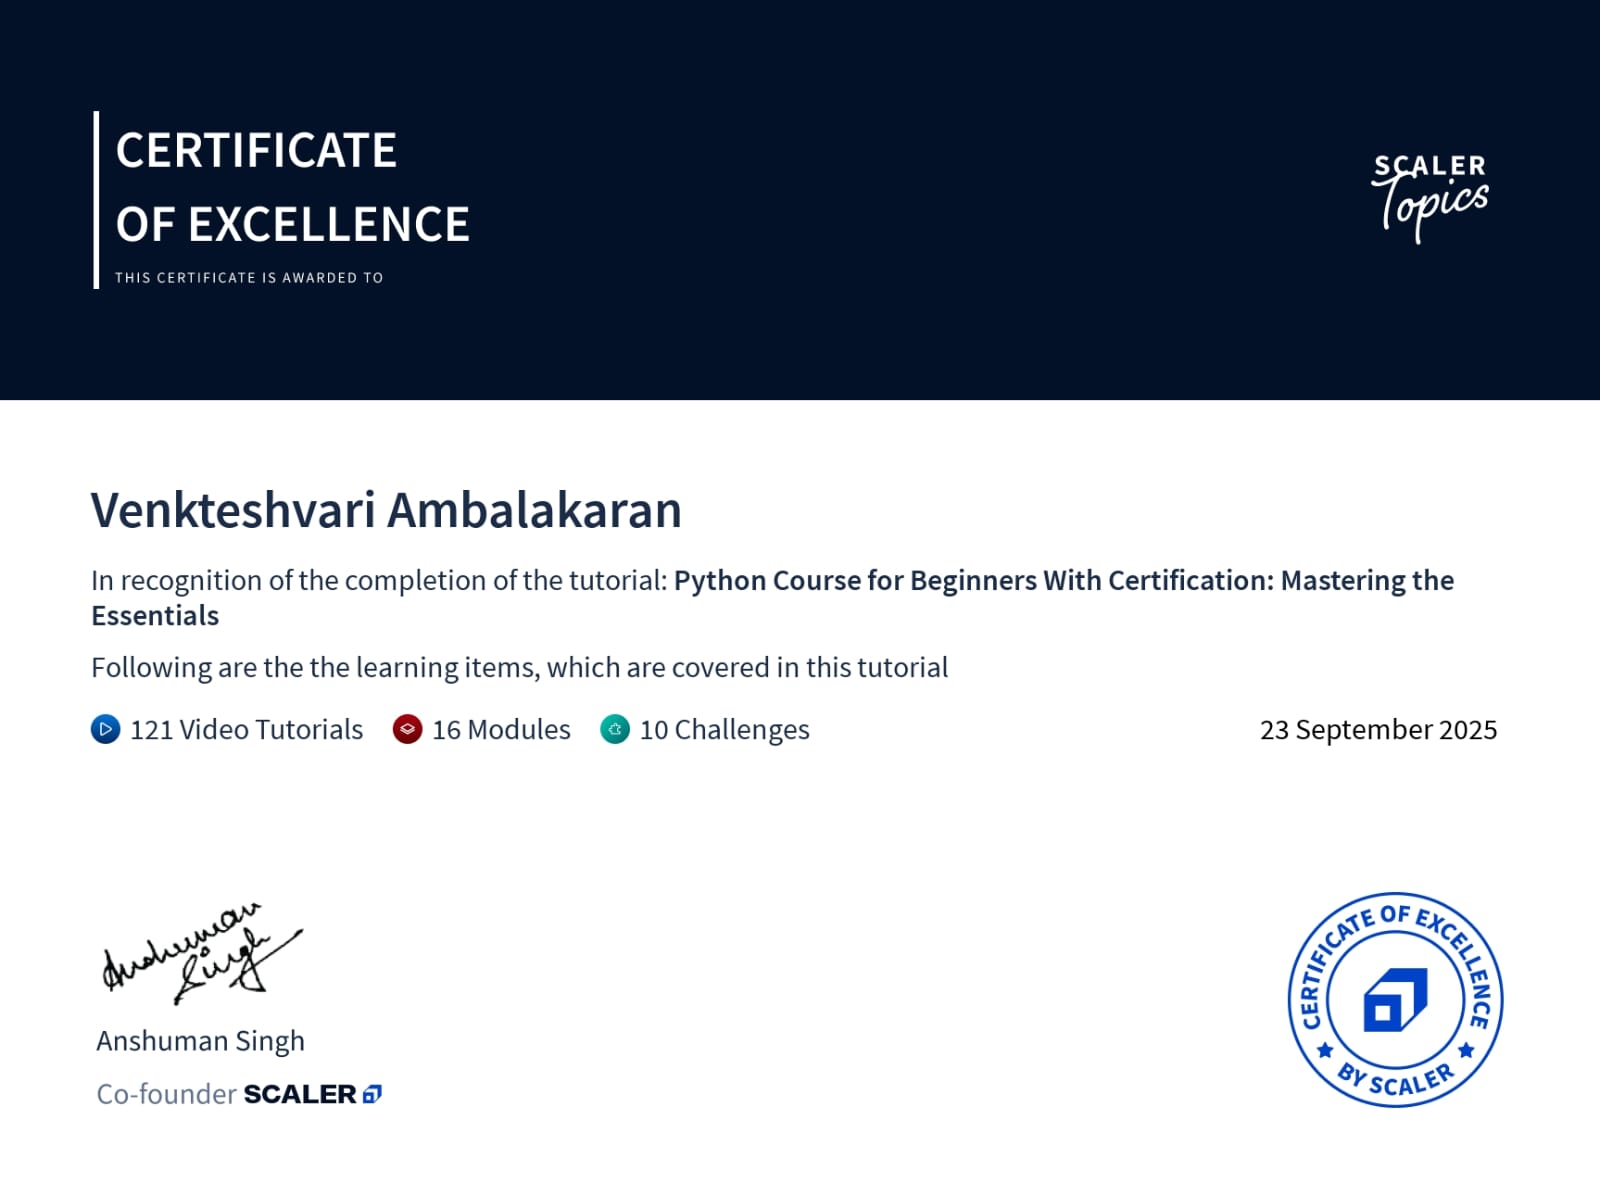 CERTIFICATE
OF EXCELLENCE
THIS CERTIFICATE IS AWARDED TO
SCALER
Topics
Venkteshvari Ambalakaran
In recognition of the completion of the tutorial: Python Course for Beginners With Certification: Mastering the
Essentials
Following are the the learning items, which are covered in this tutorial
121 Video Tutorials 16 Modules 10 Challenges 23 September 2025
Anshuman
Singh
Anshuman Singh
Co-founder SCALER
CERTIFICATE OF EXCELLENCE
BY SCALER